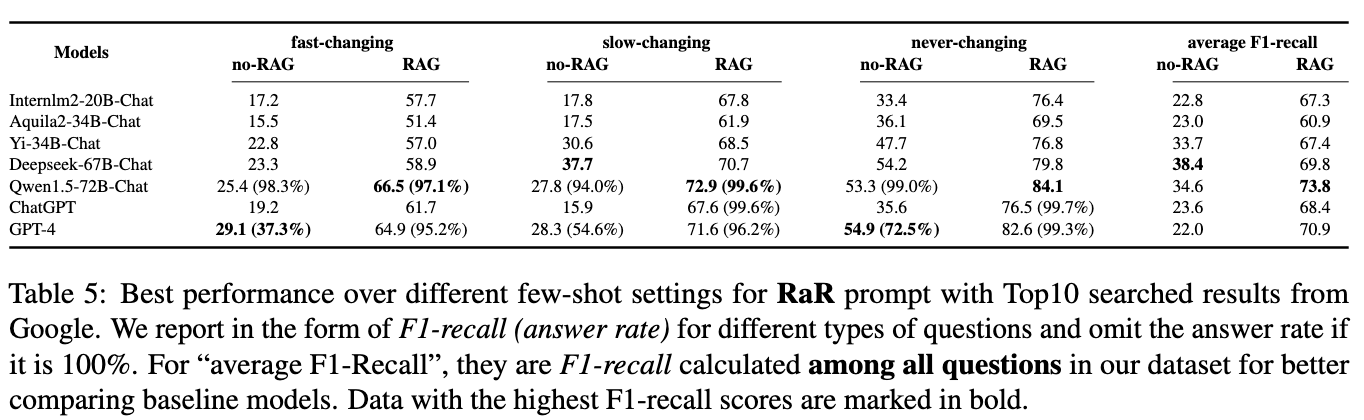 Models fast-changing slow-changing never-changing average F1-recall
no-RAG RAG no-RAG RAG no-RAG RAG no-RAG RAG
Internlm2-20B-Chat 17.2 57.7 17.8 67.8 33.4 76.4 22.8 67.3
Aquila2-34B-Chat 15.5 51.4 17.5 61.9 36.1 69.5 23.0 60.9
Yi-34B-Chat 22.8 57.0 30.6 68.5 47.7 76.8 33.7 67.4
Deepseek-67B-Chat 23.3 58.9 37.7 70.7 54.2 79.8 38.4 69.8
Qwen1.5-72B-Chat 25.4 (98.3%) 66.5 (97.1%) 27.8 (94.0%) 72.9 (99.6%) 53.3 (99.0%) 84.1 34.6 73.8
ChatGPT 19.2 61.7 15.9 67.6 (99.6%) 35.6 76.5 (99.7%) 23.6 68.4
GPT-4 29.1 (37.3%) 64.9 (95.2%) 28.3 (54.6%) 71.6 (96.2%) 54.9 (72.5%) 82.6 (99.3%) 22.0 70.9
Table 5: Best performance over different few-shot settings for RaR prompt with Top10 searched results from
Google. We report in the form of F1-recall (answer rate) for different types of questions and omit the answer rate if
it is 100%. For “average F1-Recall”, they are F1-recall calculated among all questions in our dataset for better
comparing baseline models. Data with the highest F1-recall scores are marked in bold.